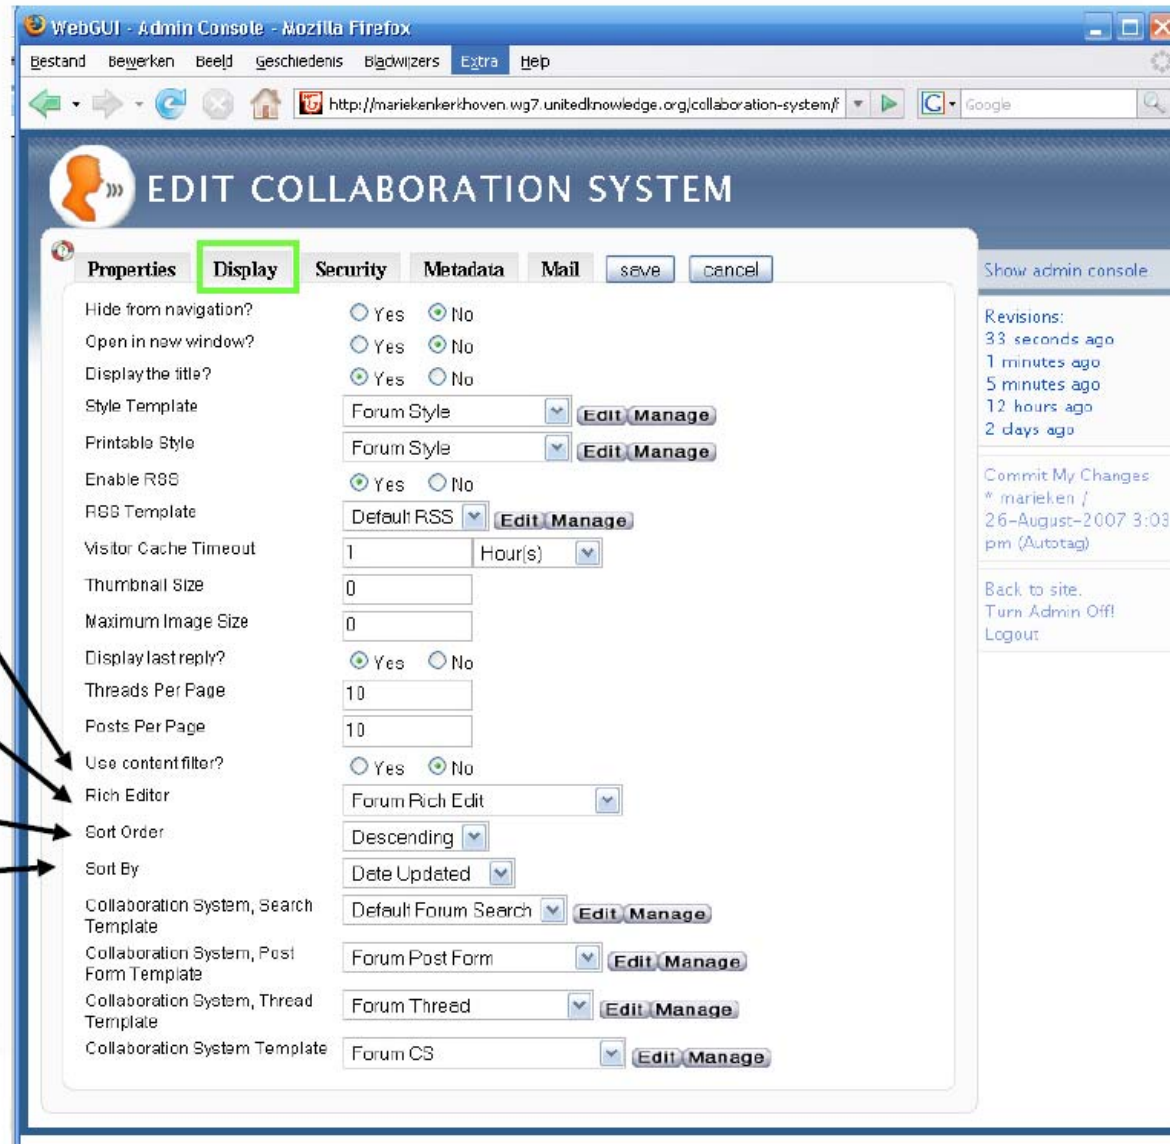 WebGUI - Admin Console - Mozilla Firefox
Bestand Bewerken Beeld Geschiedenis Bladwijzers Extra Help
http://mariekenkerkhoven.wg7.unitedknowledge.org/collaboration-system/f
G Google
EDIT COLLABORATION SYSTEM
Properties Display Security Metadata Mail save cancel
Hide from navigation? Yes No
Open in new window? Yes No
Display the title? Yes No
Style Template Forum Style Edit Manage
Printable Style Forum Style Edit Manage
Enable RSS Yes No
RSS Template Default RSS Edit Manage
Visitor Cache Timeout 1 Hour(s)
Thumbnail Size 0
Maximum Image Size 0
Display last reply? Yes No
Threads Per Page 10
Posts Per Page 10
Use content filter? Yes No
Rich Editor Forum Rich Edit
Sort Order Descending
Sort By Date Updated
Collaboration System, Search
Template
Default Forum Search Edit Manage
Collaboration System, Post
Form Template
Forum Post Form Edit Manage
Collaboration System, Thread
Template
Forum Thread Edit Manage
Collaboration System Template Forum CS Edit Manage
Show admin console
Revisions:
33 seconds ago
1 minutes ago
5 minutes ago
12 hours ago
2 days ago
Commit My Changes
* marieken /
26-August-2007 3:03
pm (Autotag)
Back to site.
Turn Admin Off!
Logout